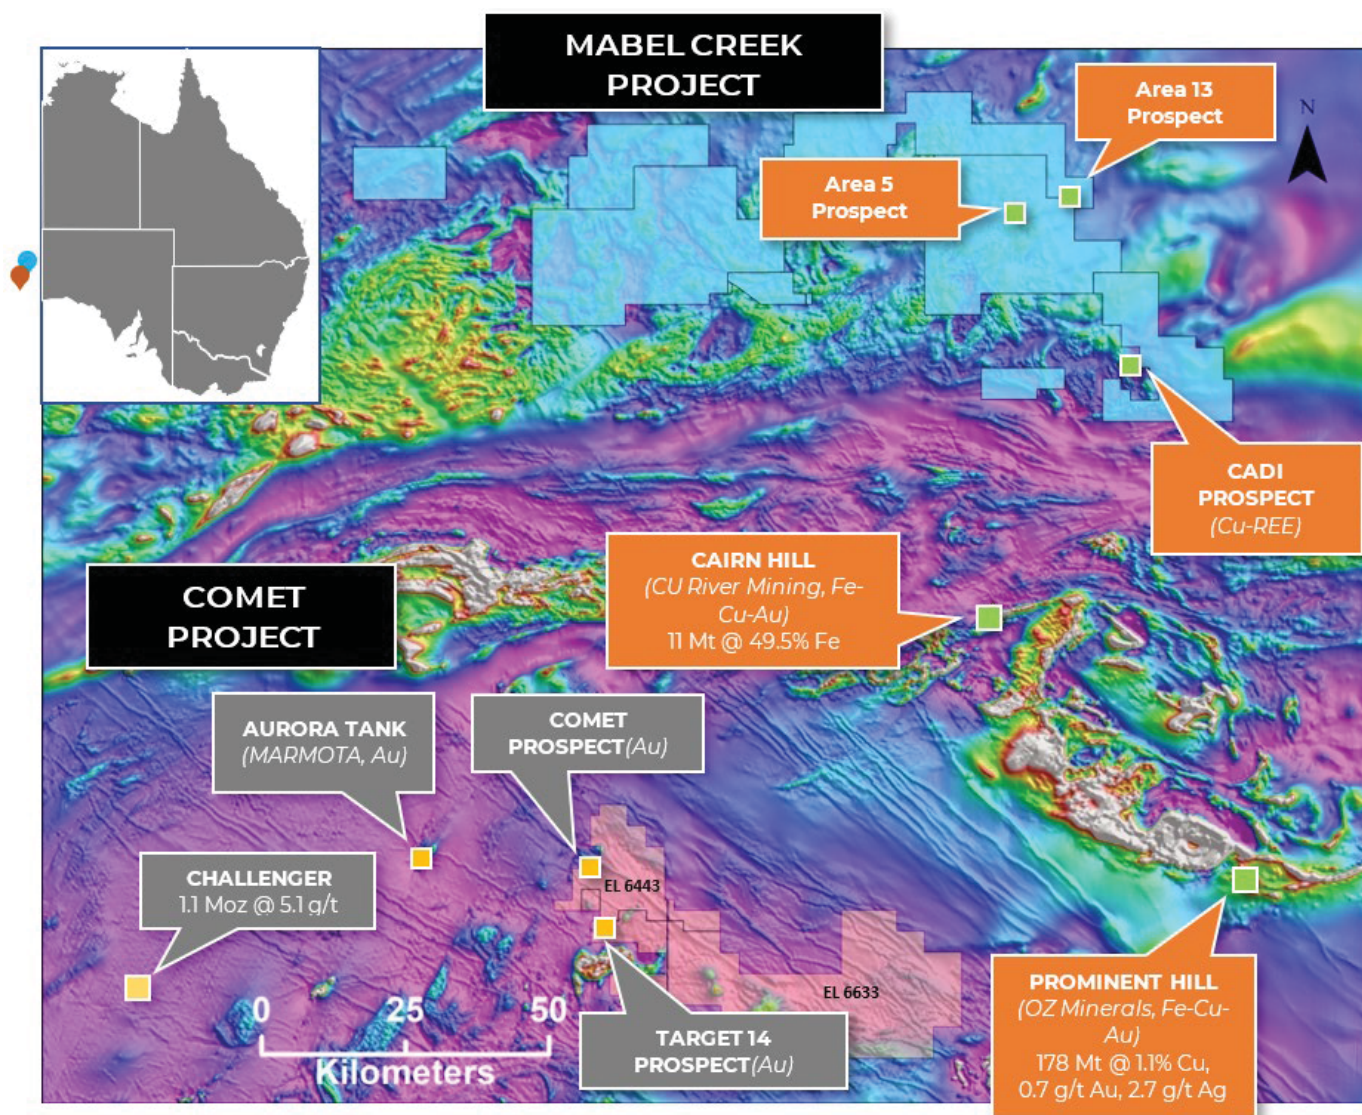 MABEL CREEK
PROJECT
Area 13
Prospect
N
Area 5
Prospect
CADI
PROSPECT
(Cu-REE)
CAIRN HILL
(CU River Mining, Fe-
Cu-Au)
11 Mt @ 49.5% Fe
COMET
PROJECT
AURORA TANK
(MARMOTA, Au)
COMET
PROSPECT(Au)
CHALLENGER
1.1 Moz @ 5.1 g/t
EL 6443
EL 6633
0 25 50
Kilometers
TARGET 14
PROSPECT(Au)
PROMINENT HILL
(OZ Minerals, Fe-Cu-
Au)
178 Mt @ 1.1% Cu,
0.7 g/t Au, 2.7 g/t Ag